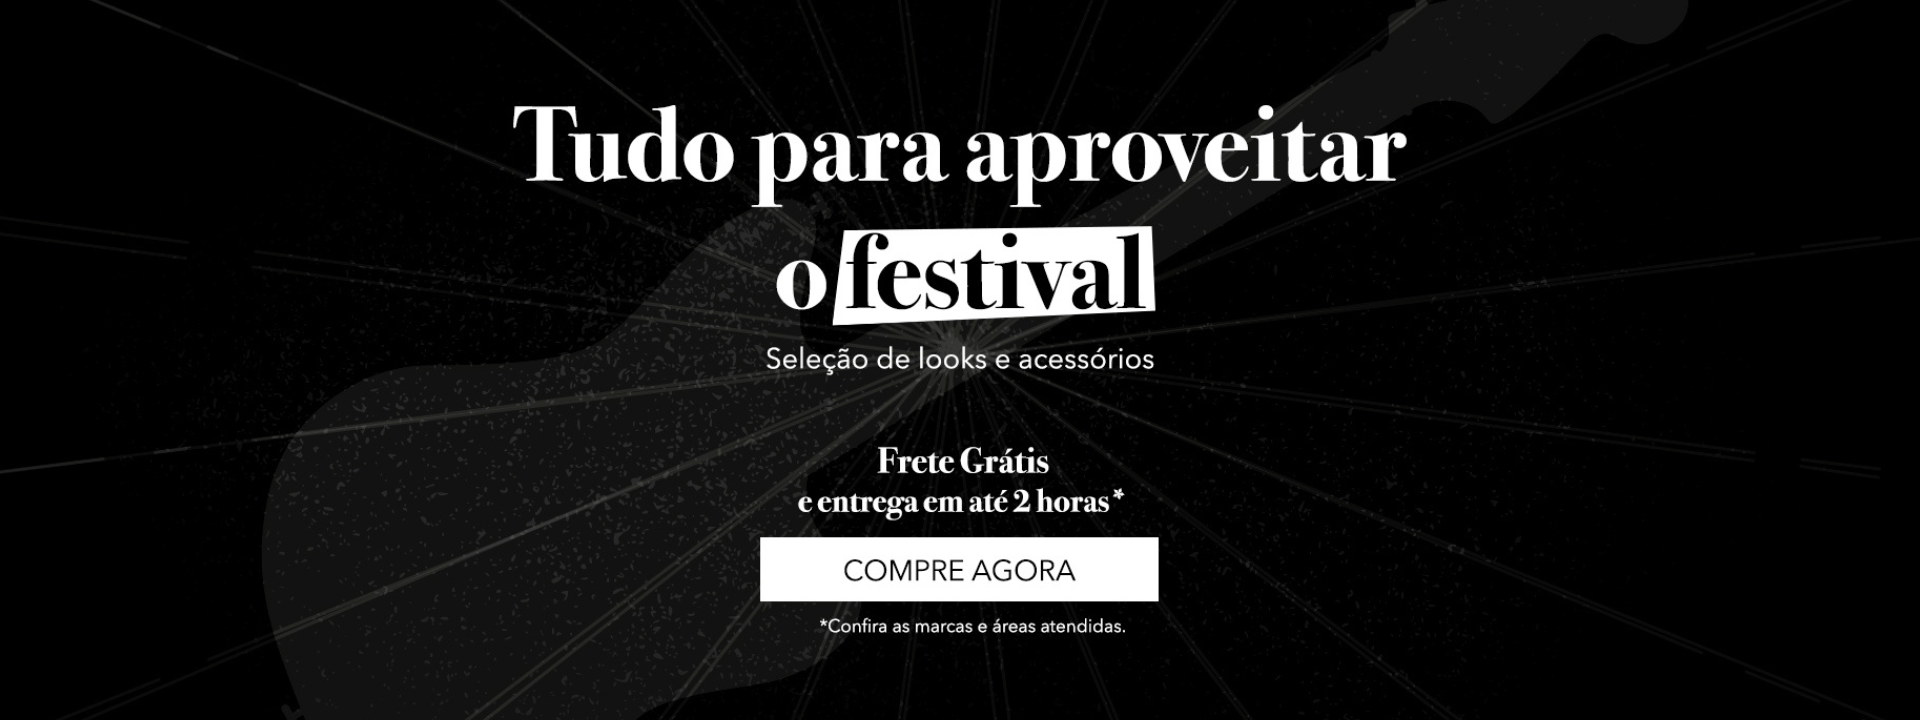 Tudo para aproveitar
o festival
Seleção de looks e acessórios
Frete Grátis
e entrega em até 2 horas*
COMPRE AGORA
*Confira as marcas e áreas atendidas.